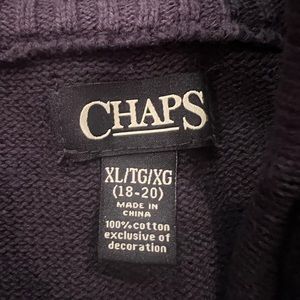 CHAPS
XL/TG/XG
(18-20)
MADE IN
CHINA
100% cotton
exclusive of
decoration